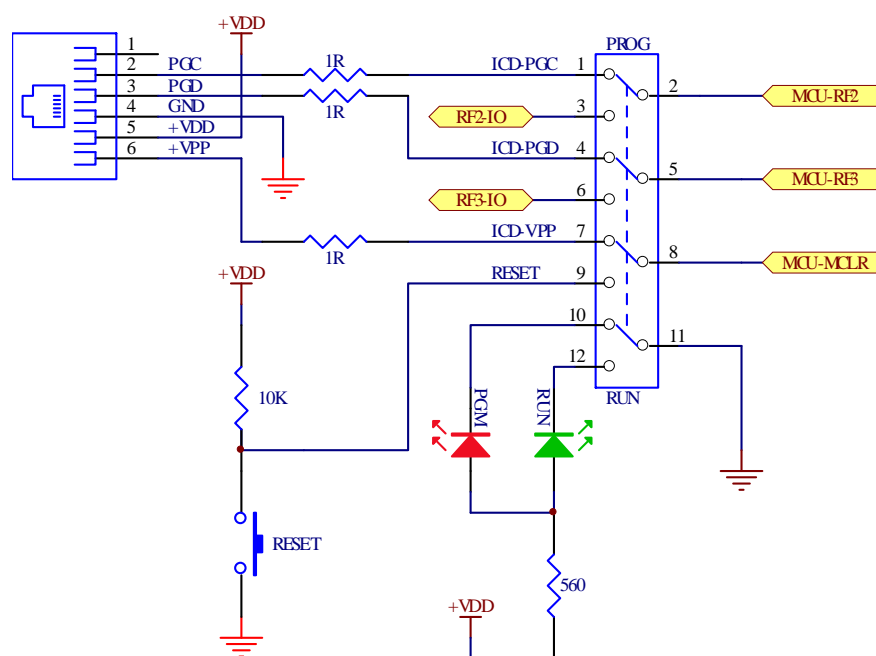 +VDD
PROG
1
2 PGC 1R ICD-PGC 1
2 MCU-RF2
3 PGD 1R RF2-IO 3
4 GND
5 +VDD ICD-PGD 4
6 +VPP
5 MCU-RF3
RF3-IO 6
1R ICD-VPP 7
8 MCU-MCLR
+VDD RESET 9
10
11
12
10K PGM RUN RUN
RESET
560
+VDD